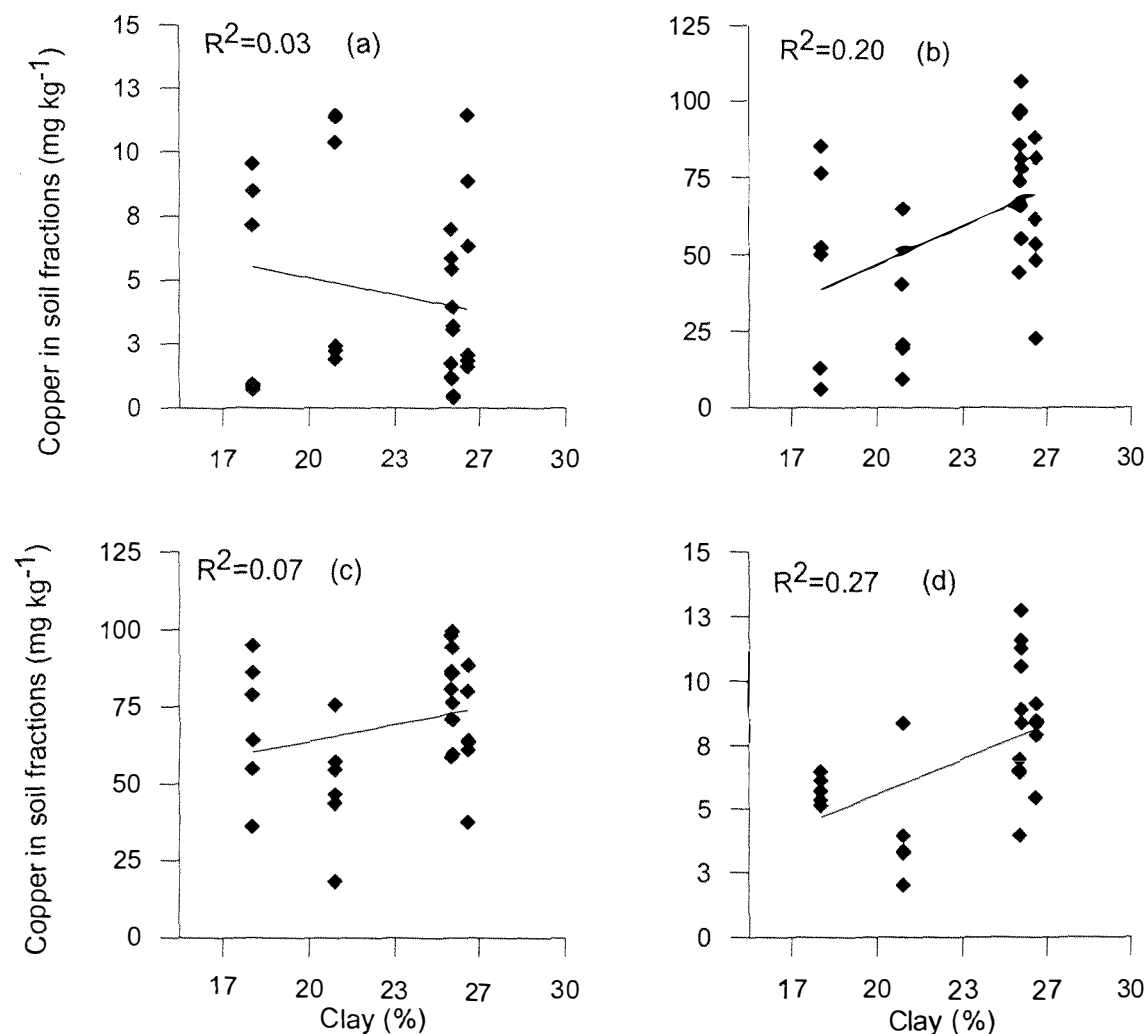 R²=0.03 (a)
Copper in soil fractions (mg kg⁻¹)
15
13
10
8
5
3
0
17 20 23 27 30
R²=0.20 (b)
125
100
75
50
25
0
17 20 23 27 30
R²=0.07 (c)
Copper in soil fractions (mg kg⁻¹)
125
100
75
50
25
0
17 20 23 27 30
Clay (%)
R²=0.27 (d)
15
13
10
8
5
3
0
17 20 23 27 30
Clay (%)